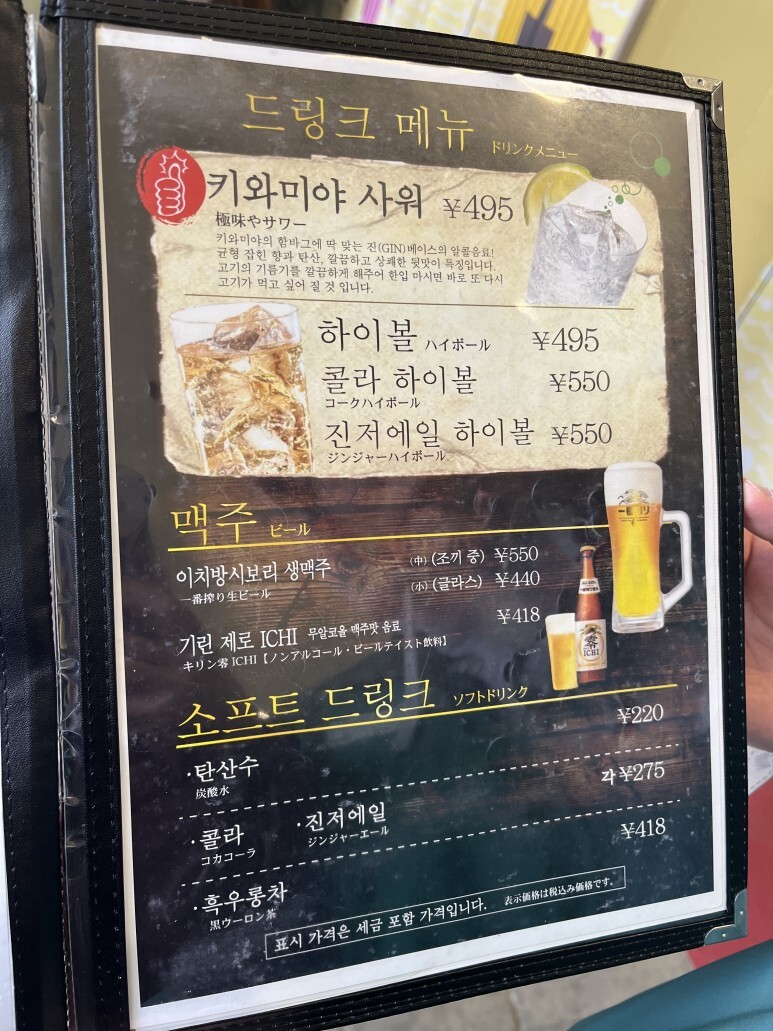 드링크 메뉴 ドリンクメニュー
키와미야 사워 ¥495
極味やサワー
키와미야의 함바그에 딱 맞는 진(GIN)베이스의 알콜음료!
균형 잡힌 향과 탄산, 깔끔하고 상쾌한 뒷맛이 특징입니다.
고기의 기름기를 깔끔하게 해주어 한입 마시면 바로 또 다시
고기가 먹고 싶어 질 것 입니다.
하이볼 ハイボール ¥495
콜라 하이볼 ¥550
コークハイボール
진저에일 하이볼 ¥550
ジンジャーハイボール
맥주 ビール
이치방시보리 생맥주 (中) (조끼 중) ¥550
一番搾り生ビール (小) (글라스) ¥440
기린 제로 ICHI 무알코올 맥주맛 음료 ¥418
キリン零 ICHI【ノンアルコール・ビールテイスト飲料】
一番搾り
零
ICHI
소프트 드링크 ソフトドリンク
·탄산수 ¥220
炭酸水
·콜라 ·진저에일 각 ¥275
コカコーラ ジンジャーエール
·흑우롱차 ¥418
黒ウーロン茶
표시 가격은 세금 포함 가격입니다. 表示価格は税込み価格です。